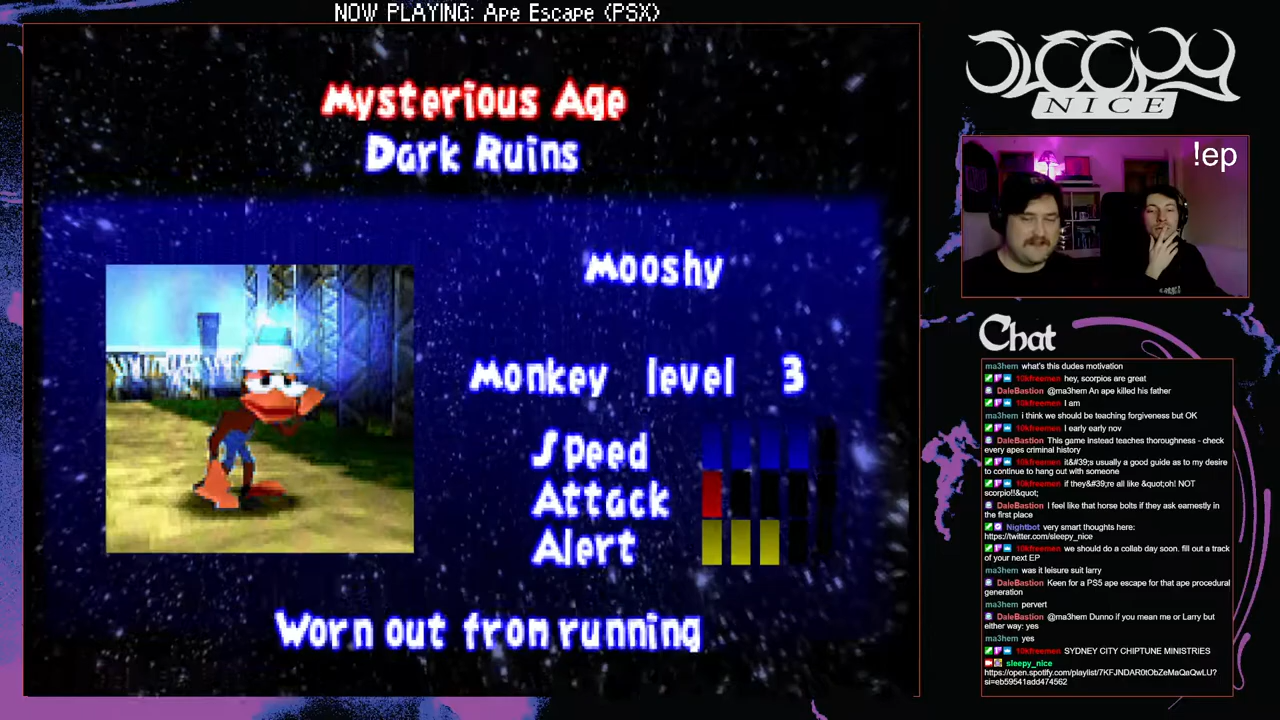 NOW PLAYING: Ape Escape (PSX)
Mysterious Age
Dark Ruins
Mooshy
Monkey level 3
Speed
Attack
Alert
Worn out from running
SLEEPY
NICE
!ep
Chat
ma3hem what's this dudes motivation
10kfreemen hey, scorpios are great
DaleBastion @ma3hem An ape killed his father
10kfreemen I am
ma3hem i think we should be teaching forgiveness but OK
10kfreemen I early early nov
DaleBastion This game instead teaches thoroughness - check
every apes criminal history
10kfreemen it&#39;s usually a good guide as to my desire
to continue to hang out with someone
10kfreemen if they&#39;re all like &quot;oh! NOT
scorpio!!&quot;
DaleBastion I feel like that horse bolts if they ask earnestly in
the first place
Nightbot very smart thoughts here:
https://twitter.com/sleepy_nice
10kfreemen we should do a collab day soon. fill out a track
of your next EP
ma3hem was it leisure suit larry
DaleBastion Keen for a PS5 ape escape for that ape procedural
generation
ma3hem pervert
DaleBastion @ma3hem Dunno if you mean me or Larry but
either way: yes
ma3hem yes
10kfreemen SYDNEY CITY CHIPTUNE MINISTRIES
sleepy_nice
https://open.spotify.com/playlist/7KFJNDAR0tObZeMaQaQwLU?
si=eb59541add474562